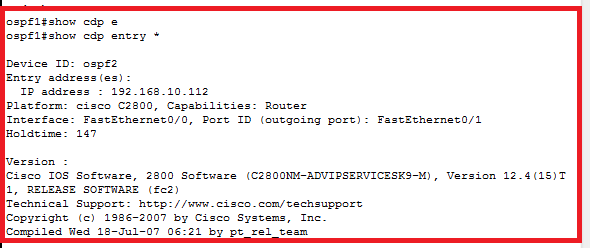 ospf1#show cdp e
ospf1#show cdp entry *
Device ID: ospf2
Entry address(es):
IP address : 192.168.10.112
Platform: cisco C2800, Capabilities: Router
Interface: FastEthernet0/0, Port ID (outgoing port): FastEthernet0/1
Holdtime: 147
Version :
Cisco IOS Software, 2800 Software (C2800NM-ADVIPSERVICESK9-M), Version 12.4(15)T
1, RELEASE SOFTWARE (fc2)
Technical Support: http://www.cisco.com/techsupport
Copyright (c) 1986-2007 by Cisco Systems, Inc.
Compiled Wed 18-Jul-07 06:21 by pt_rel_team